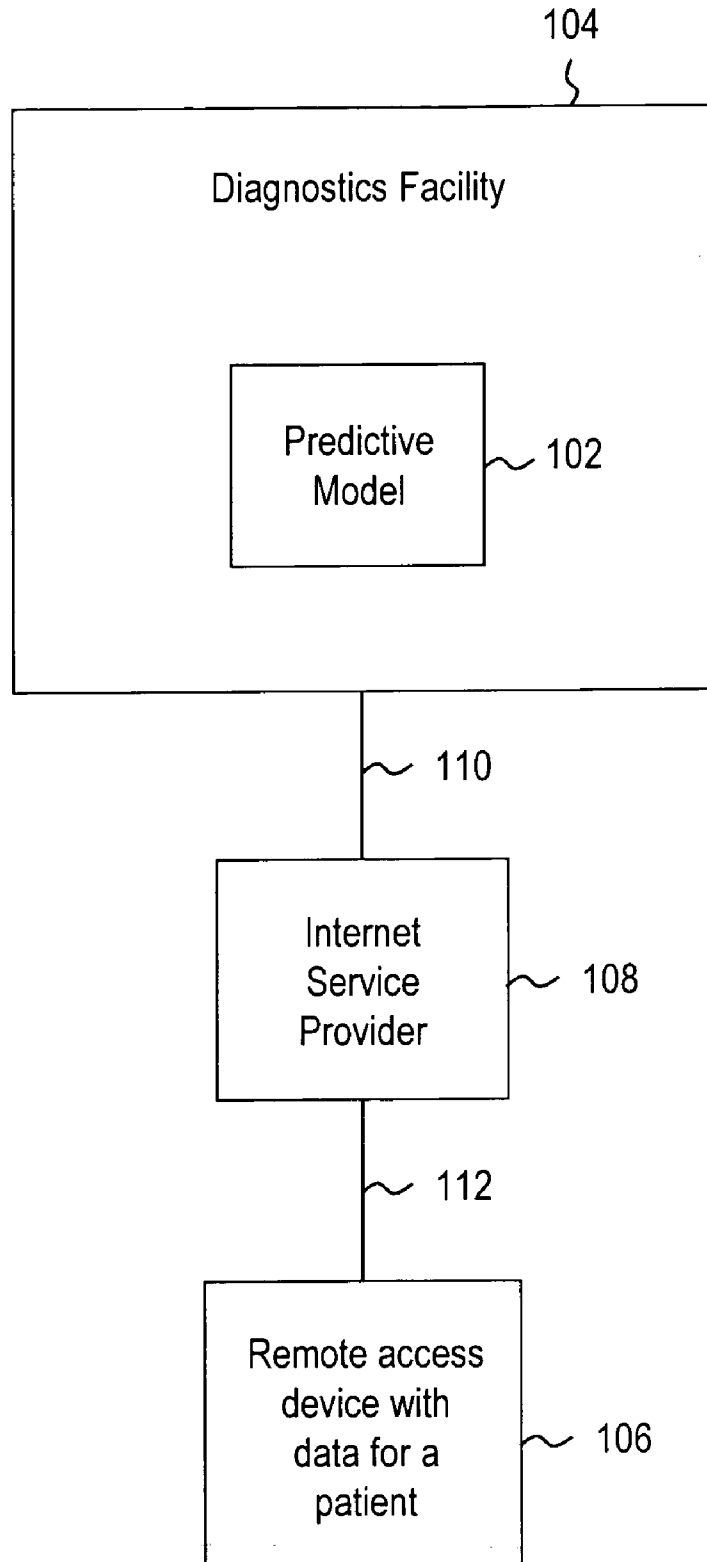 104
Diagnostics Facility
Predictive
Model
102
110
Internet
Service
Provider
108
112
Remote access
device with
data for a
patient
106